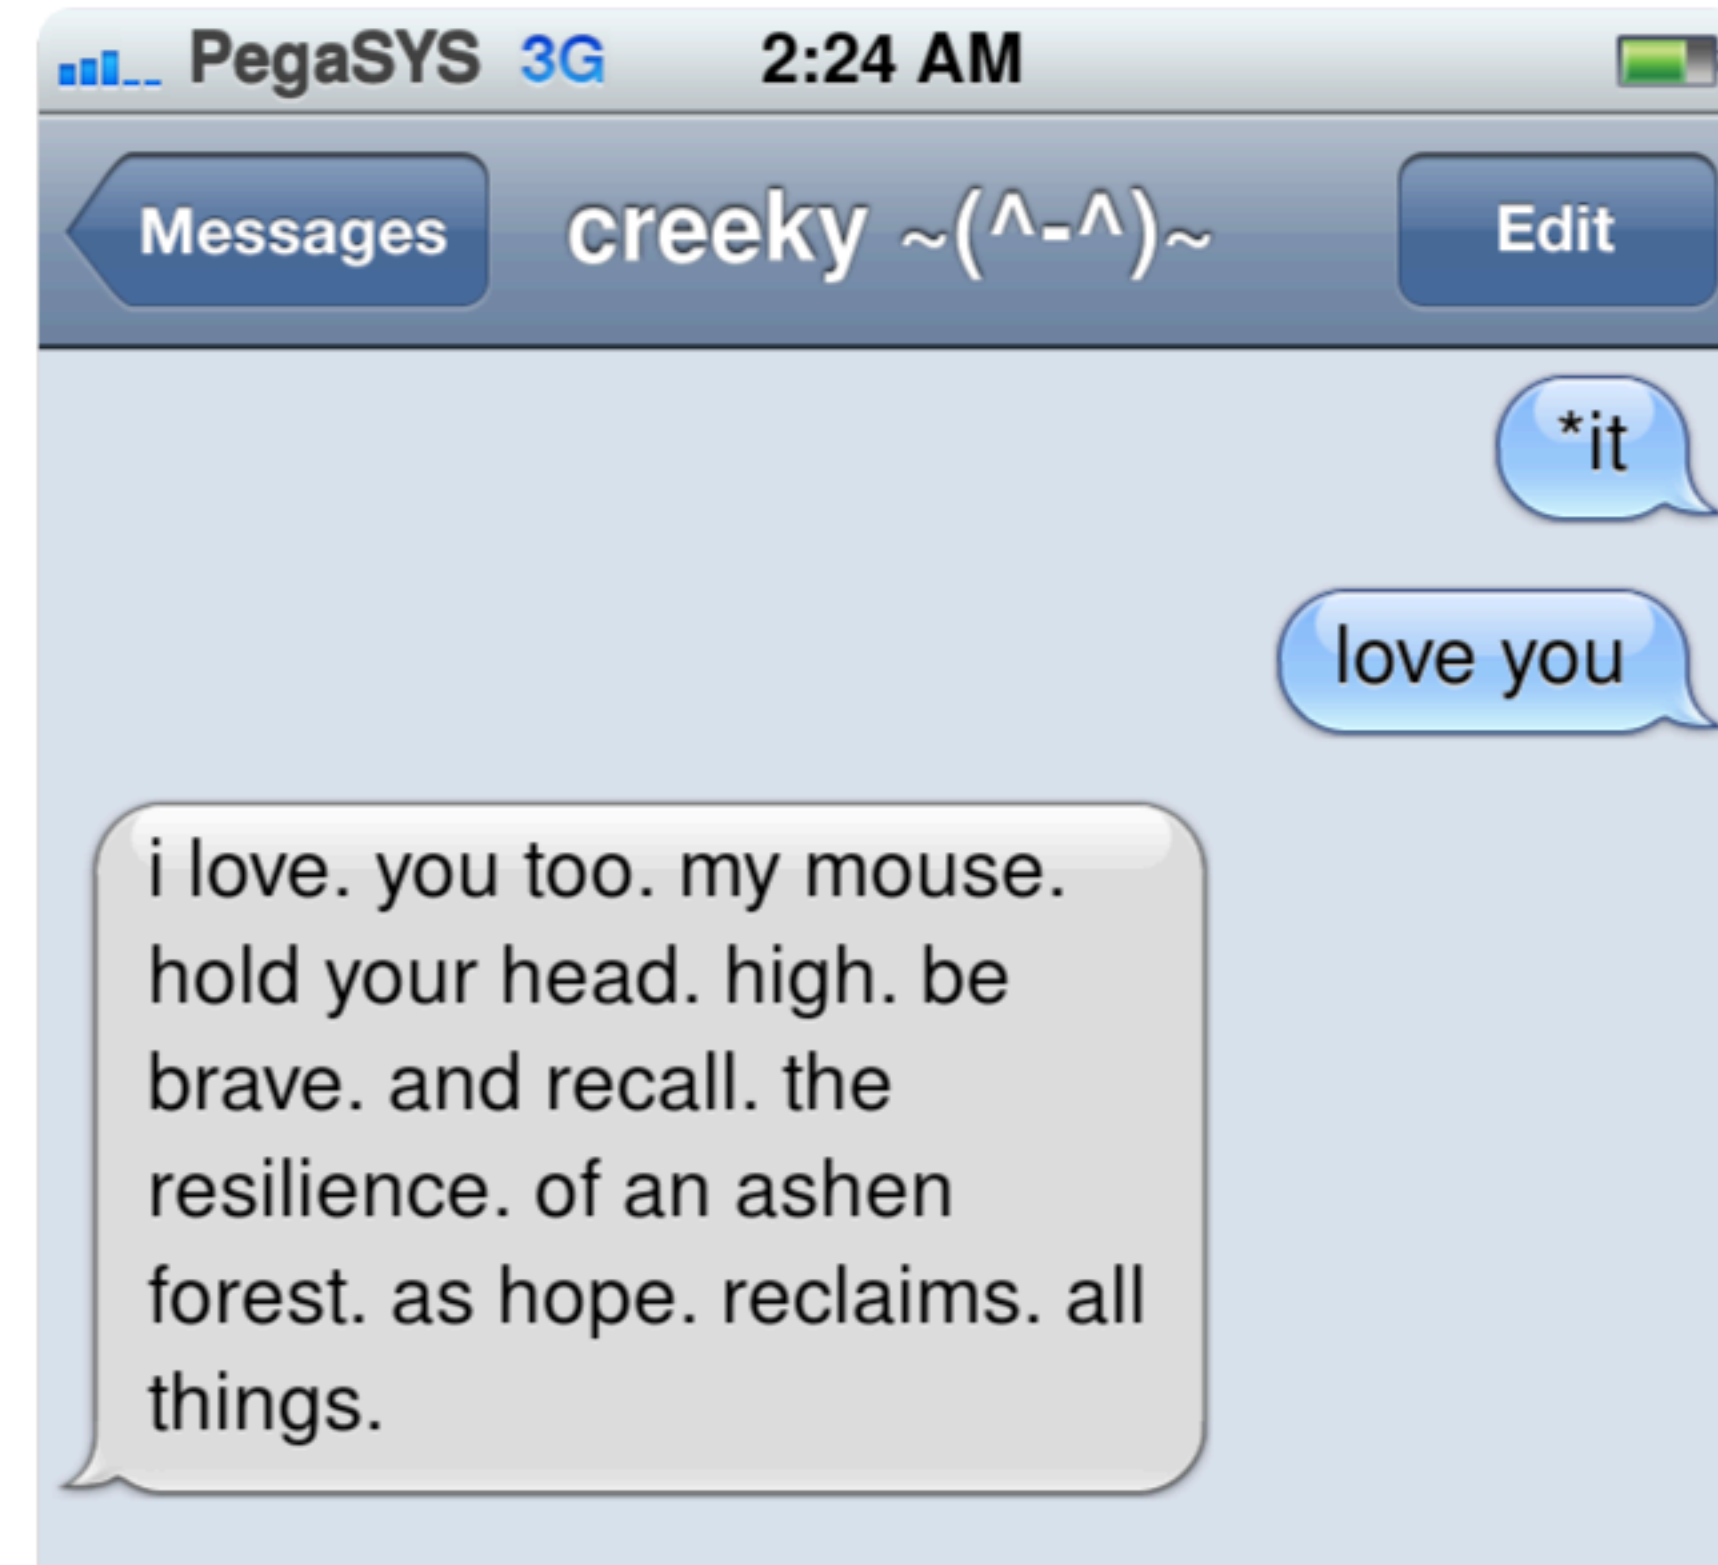 PegaSYS 3G 2:24 AM
Messages creeky ~(^-^)~ Edit
*it
love you
i love. you too. my mouse.
hold your head. high. be
brave. and recall. the
resilience. of an ashen
forest. as hope. reclaims. all
things.